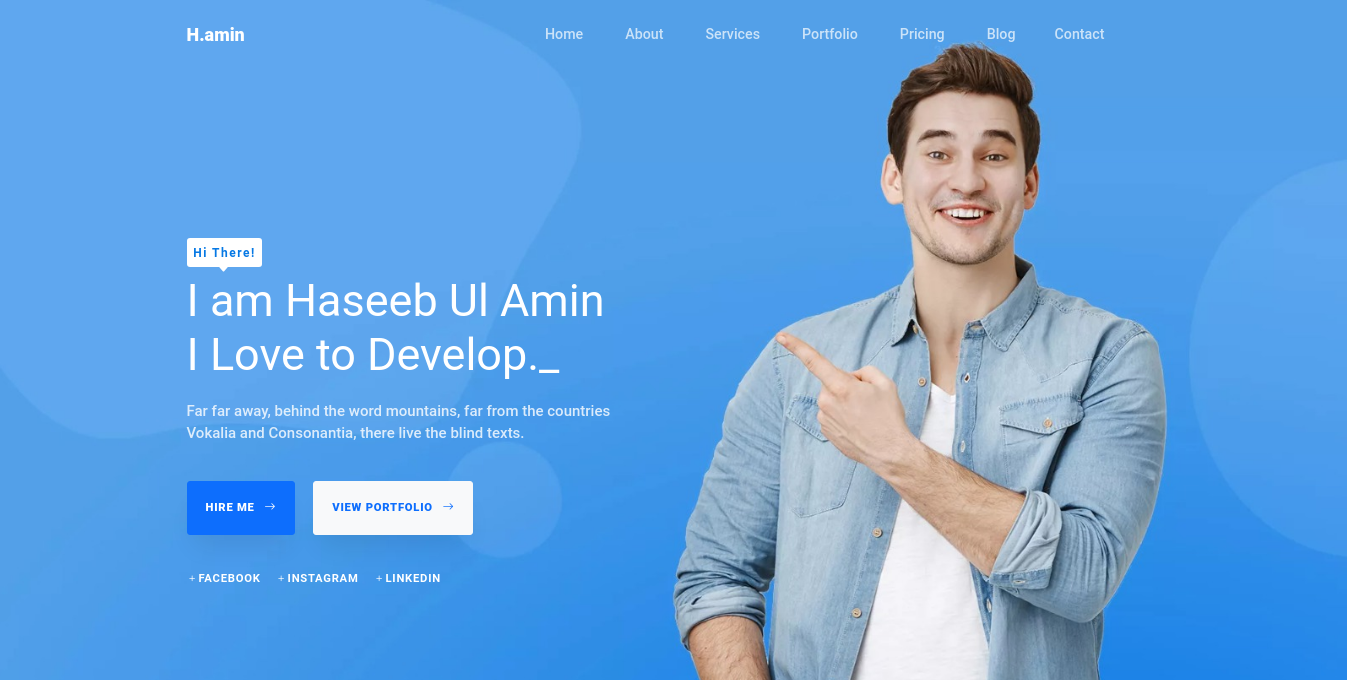 H.amin
Home About Services Portfolio Pricing Blog Contact
Hi There!
I am Haseeb Ul Amin
I Love to Develop._
Far far away, behind the word mountains, far from the countries
Vokalia and Consonantia, there live the blind texts.
HIRE ME → VIEW PORTFOLIO →
+ FACEBOOK + INSTAGRAM + LINKEDIN